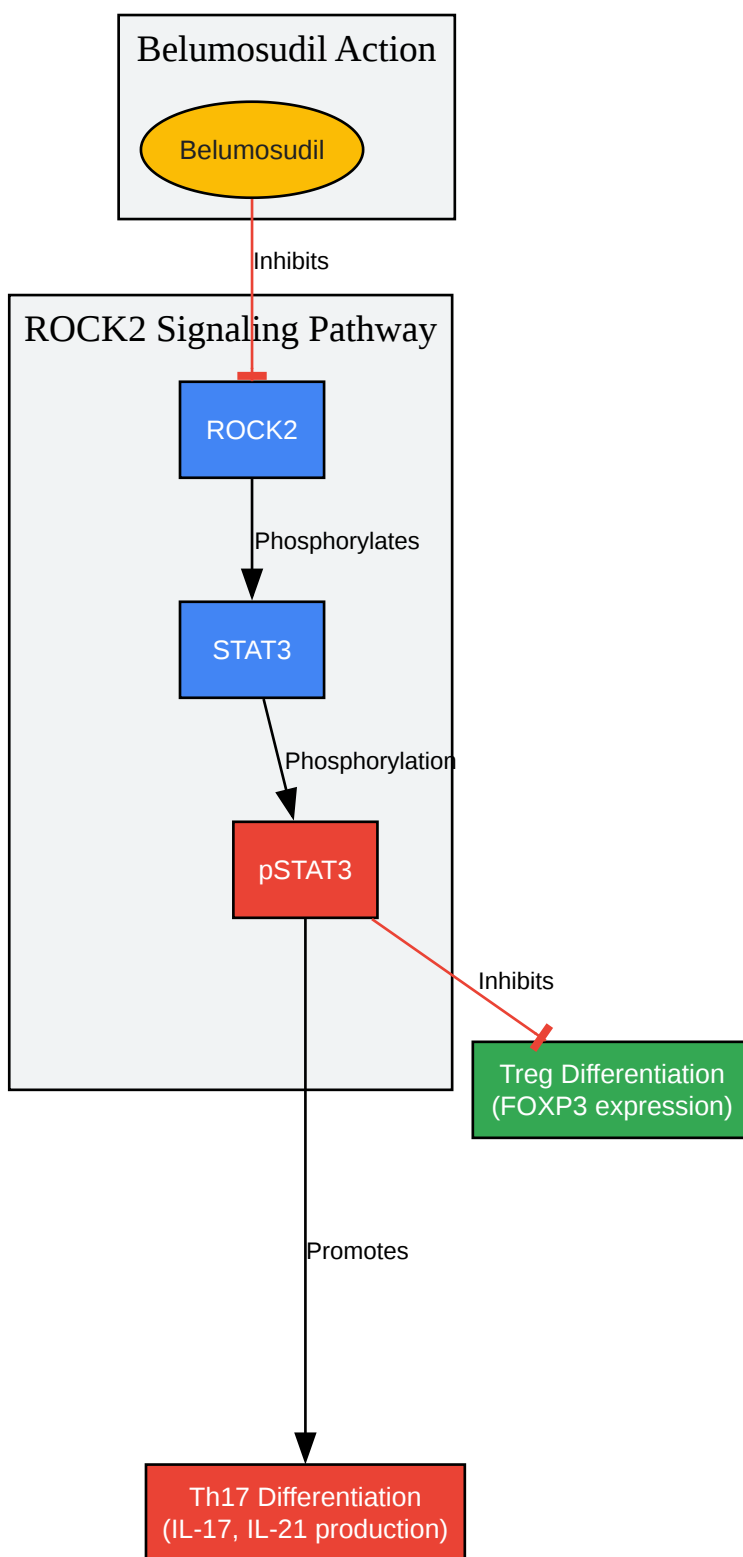 Belumosudil Action
Belumosudil
Inhibits
ROCK2 Signaling Pathway
ROCK2
Phosphorylates
STAT3
Phosphorylation
pSTAT3
Inhibits
Treg Differentiation
(FOXP3 expression)
Promotes
Th17 Differentiation
(IL-17, IL-21 production)